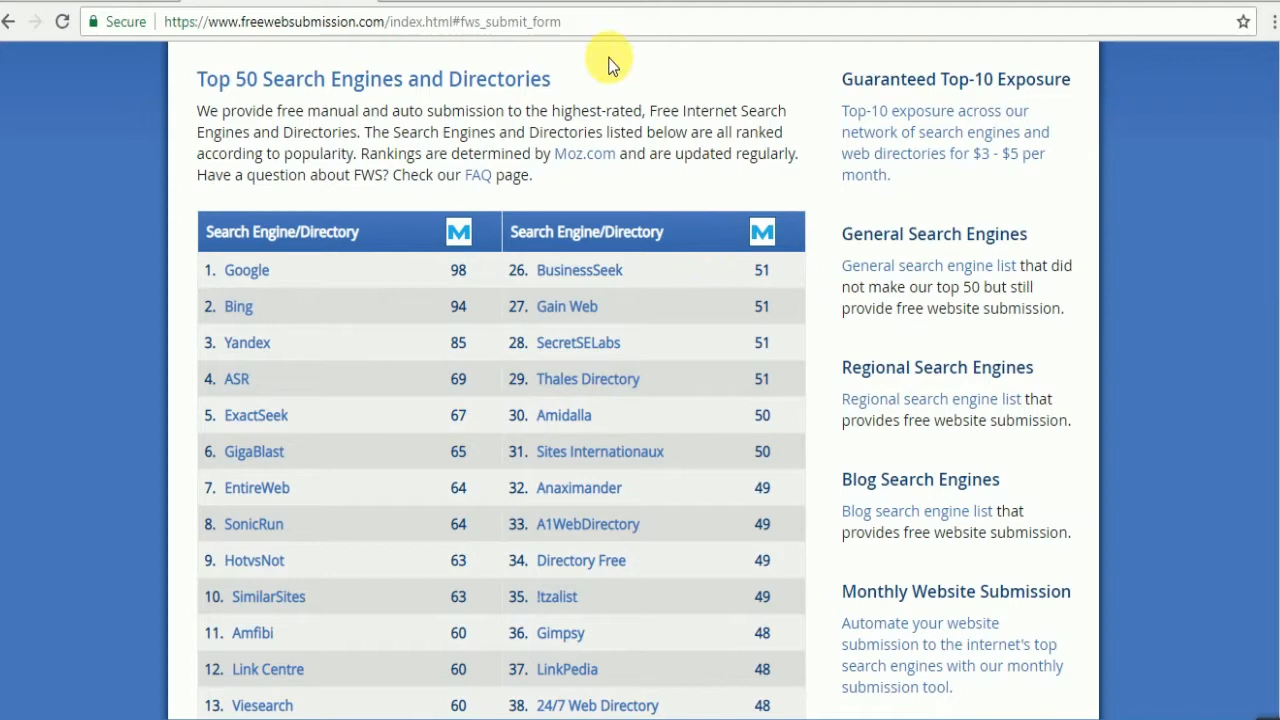 Secure
https://www.freewebsubmission.com/index.html#fws_submit_form
Top 50 Search Engines and Directories
We provide free manual and auto submission to the highest-rated, Free Internet Search
Engines and Directories. The Search Engines and Directories listed below are all ranked
according to popularity. Rankings are determined by Moz.com and are updated regularly.
Have a question about FWS? Check our FAQ page.
Search Engine/Directory M Search Engine/Directory M
1. Google 98 26. BusinessSeek 51
2. Bing 94 27. Gain Web 51
3. Yandex 85 28. SecretSELabs 51
4. ASR 69 29. Thales Directory 51
5. ExactSeek 67 30. Amidalla 50
6. GigaBlast 65 31. Sites Internationaux 50
7. EntireWeb 64 32. Anaximander 49
8. SonicRun 64 33. A1WebDirectory 49
9. HotvsNot 63 34. Directory Free 49
10. SimilarSites 63 35. !tzalist 49
11. Amfibi 60 36. Gimpsy 48
12. Link Centre 60 37. LinkPedia 48
13. Viesearch 60 38. 24/7 Web Directory 48
Guaranteed Top-10 Exposure
Top-10 exposure across our
network of search engines and
web directories for $3 - $5 per
month.
General Search Engines
General search engine list that did
not make our top 50 but still
provide free website submission.
Regional Search Engines
Regional search engine list that
provides free website submission.
Blog Search Engines
Blog search engine list that
provides free website submission.
Monthly Website Submission
Automate your website
submission to the internet's top
search engines with our monthly
submission tool.